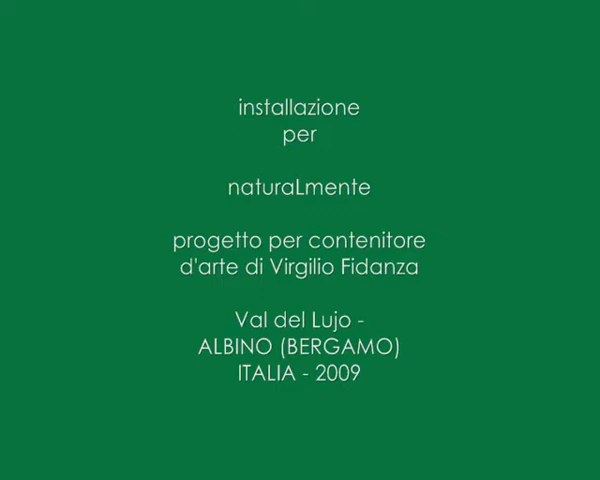 installazione
per
naturaLmente
progetto per contenitore
d'arte di Virgilio Fidanza
Val del Lujo -
ALBINO (BERGAMO)
ITALIA - 2009